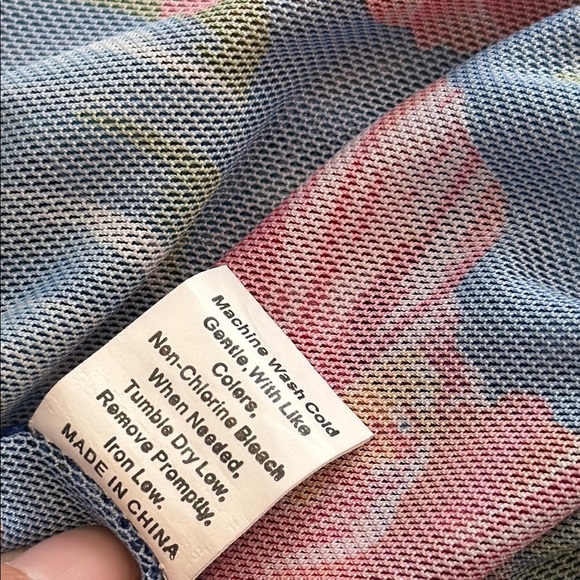 Machine Wash Cold
Gentle, With Like
Colors,
Non-Chlorine Bleach
When Needed,
Tumble Dry Low,
Remove Promptly,
Iron Low.
MADE IN CHINA